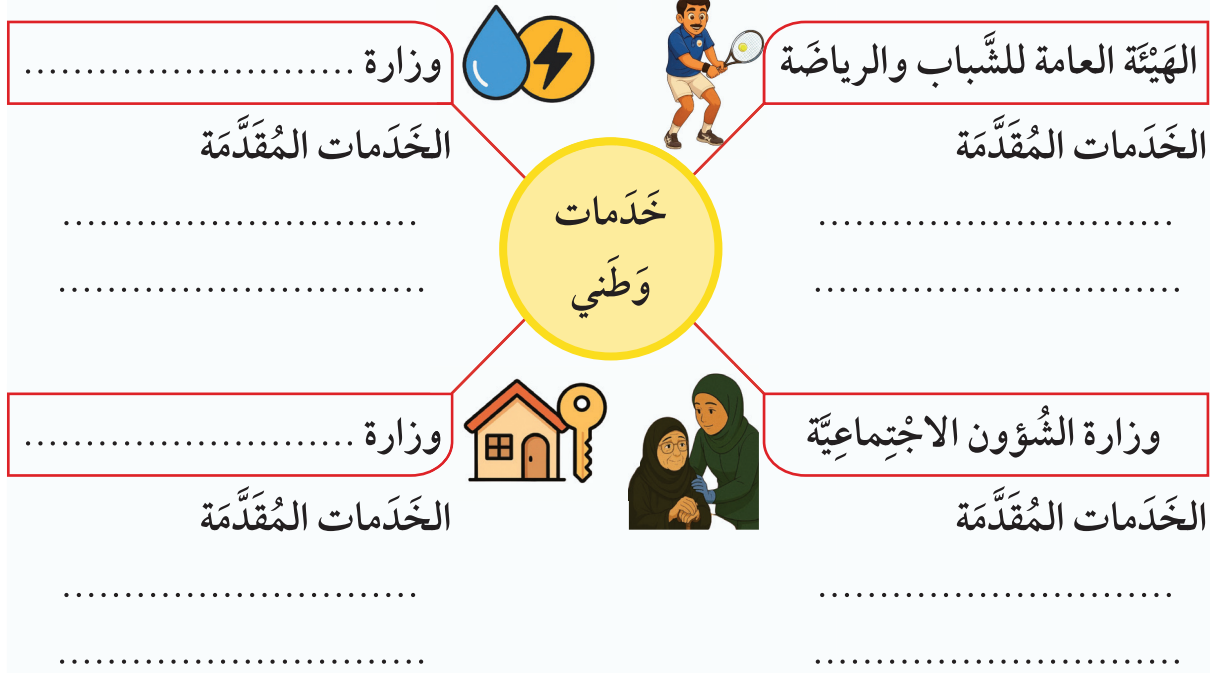 الهَيْئَة العامة للشَّباب والرياضَة
الخَدَمات المُقَدَّمَة
............................
.............................
وزارة ..........................
الخَدَمات المُقَدَّمَة
............................
.............................
خَدَمات
وَطَني
وزارة الشُؤون الاجْتِماعِيَّة
الخَدَمات المُقَدَّمَة
............................
.............................
وزارة ..........................
الخَدَمات المُقَدَّمَة
............................
.............................